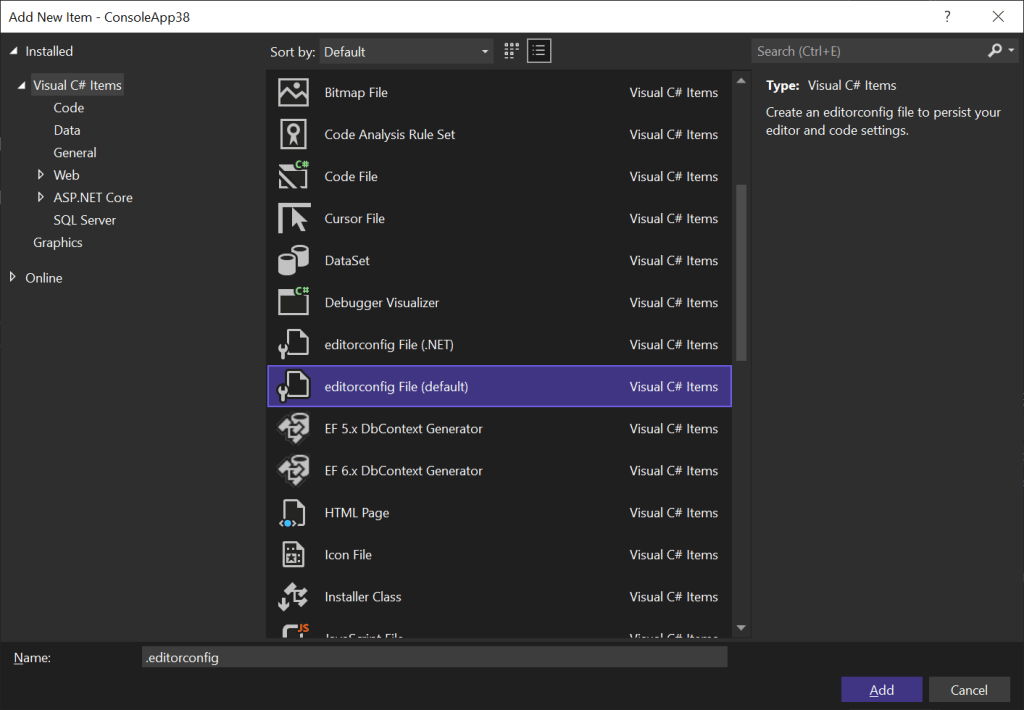 Add New Item - ConsoleApp38
?
Installed
Visual C# Items
Code
Data
General
Web
ASP.NET Core
SQL Server
Graphics
Online
Sort by: Default
Bitmap File Visual C# Items
Code Analysis Rule Set Visual C# Items
C#
Code File Visual C# Items
Cursor File Visual C# Items
DataSet Visual C# Items
C#
Debugger Visualizer Visual C# Items
editorconfig File (.NET) Visual C# Items
editorconfig File (default) Visual C# Items
EF 5.x DbContext Generator Visual C# Items
EF 6.x DbContext Generator Visual C# Items
HTML Page Visual C# Items
Icon File Visual C# Items
Installer Class Visual C# Items
JS
JavaScript File Visual C# Items
Search (Ctrl+E)
Type: Visual C# Items
Create an editorconfig file to persist your
editor and code settings.
Name: .editorconfig
Add Cancel